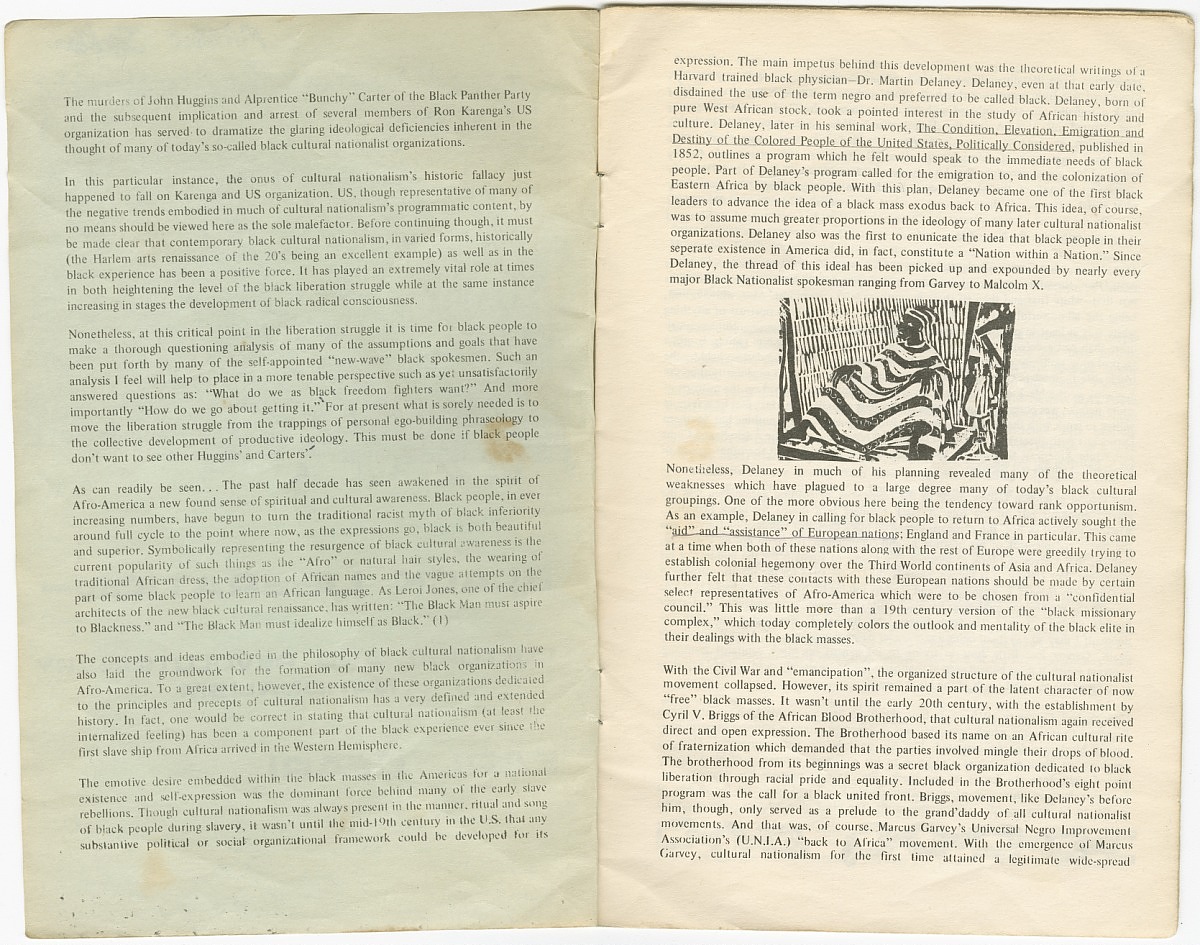 The murders of John Huggins and Alprentice "Bunchy" Carter of the Black Panther Party
and the subsequent implication and arrest of several members of Ron Karenga's US
organization has served to dramatize the glaring ideological deficiencies inherent in the
thought of many of today's so-called black cultural nationalist organizations.
In this particular instance, the onus of cultural nationalism's historic fallacy just
happened to fall on Karenga and US organization. US, though representative of many of
the negative trends embodied in much of cultural nationalism's programmatic content, by
no means should be viewed here as the sole malefactor. Before continuing though, it must
be made clear that contemporary black cultural nationalism, in varied forms, historically
(the Harlem arts renaissance of the 20's being an excellent example) as well as in the
black experience has been a positive force. It has played an extremely vital role at times
in both heightening the level of the black liberation struggle while at the same instance
increasing in stages the development of black radical consciousness.
Nonetheless, at this critical point in the liberation struggle it is time for black people to
make a thorough questioning analysis of many of the assumptions and goals that have
been put forth by many of the self-appointed "new-wave" black spokesmen. Such an
analysis I feel will help to place in a more tenable perspective such as yet unsatisfactorily
answered questions as: "What do we as black freedom fighters want?" And more
importantly "How do we go about getting it." For at present what is sorely needed is to
move the liberation struggle from the trappings of personal ego-building phraseology to
the collective development of productive ideology. This must be done if black people
don't want to see other Huggins' and Carters'.
As can readily be seen. . . The past half decade has seen awakened in the spirit of
Afro-America a new found sense of spiritual and cultural awareness. Black people, in ever
increasing numbers, have begun to turn the traditional racist myth of black inferiority
around full cycle to the point where now, as the expressions go, black is both beautiful
and superior. Symbolically representing the resurgence of black cultural awareness is the
current popularity of such things as the "Afro" or natural hair styles, the wearing of
traditional African dress, the adoption of African names and the vague attempts on the
part of some black people to learn an African language. As Leroi Jones, one of the chief
architects of the new black cultural renaissance, has written: "The Black Man must aspire
to Blackness." and "The Black Man must idealize himself as Black." (1)
The concepts and ideas embodied in the philosophy of black cultural nationalism have
also laid the groundwork for the formation of many new black organizations in
Afro-America. To a great extent, however, the existence of these organizations dedicated
to the principles and precepts of cultural nationalism has a very defined and extended
history. In fact, one would be correct in stating that cultural nationalism (at least the
internalized feeling) has been a component part of the black experience ever since the
first slave ship from Africa arrived in the Western Hemisphere.
The emotive desire embedded within the black masses in the Americas for a national
existence and self-expression was the dominant force behind many of the early slave
rebellions. Though cultural nationalism was always present in the manner, ritual and song
of black people during slavery, it wasn't until the mid-19th century in the U.S. that any
substantive political or social organizational framework could be developed for its
expression. The main impetus behind this development was the theoretical writings of a
Harvard trained black physician—Dr. Martin Delaney. Delaney, even at that early date,
disdained the use of the term negro and preferred to be called black. Delaney, born of
pure West African stock, took a pointed interest in the study of African history and
culture. Delaney, later in his seminal work, The Condition, Elevation, Emigration and
Destiny of the Colored People of the United States, Politically Considered, published in
1852, outlines a program which he felt would speak to the immediate needs of black
people. Part of Delaney's program called for the emigration to, and the colonization of
Eastern Africa by black people. With this plan, Delaney became one of the first black
leaders to advance the idea of a black mass exodus back to Africa. This idea, of course,
was to assume much greater proportions in the ideology of many later cultural nationalist
organizations. Delaney also was the first to enunicate the idea that black people in their
seperate existence in America did, in fact, constitute a "Nation within a Nation." Since
Delaney, the thread of this ideal has been picked up and expounded by nearly every
major Black Nationalist spokesman ranging from Garvey to Malcolm X.
Nonetheless, Delaney in much of his planning revealed many of the theoretical
weaknesses which have plagued to a large degree many of today's black cultural
groupings. One of the more obvious here being the tendency toward rank opportunism.
As an example, Delaney in calling for black people to return to Africa actively sought the
"aid" and "assistance" of European nations; England and France in particular. This came
at a time when both of these nations along with the rest of Europe were greedily trying to
establish colonial hegemony over the Third World continents of Asia and Africa. Delaney
further felt that these contacts with these European nations should be made by certain
select representatives of Afro-America which were to be chosen from a "confidential
council." This was little more than a 19th century version of the "black missionary
complex," which today completely colors the outlook and mentality of the black elite in
their dealings with the black masses.
With the Civil War and "emancipation", the organized structure of the cultural nationalist
movement collapsed. However, its spirit remained a part of the latent character of now
"free" black masses. It wasn't until the early 20th century, with the establishment by
Cyril V. Briggs of the African Blood Brotherhood, that cultural nationalism again received
direct and open expression. The Brotherhood based its name on an African cultural rite
of fraternization which demanded that the parties involved mingle their drops of blood.
The brotherhood from its beginnings was a secret black organization dedicated to black
liberation through racial pride and equality. Included in the Brotherhood's eight point
program was the call for a black united front. Briggs, movement, like Delaney's before
him, though, only served as a prelude to the grand'daddy of all cultural nationalist
movements. And that was, of course, Marcus Garvey's Universal Negro Improvement
Association's (U.N.I.A.) "back to Africa" movement. With the emergence of Marcus
Garvey, cultural nationalism for the first time attained a legitimate wide-spread